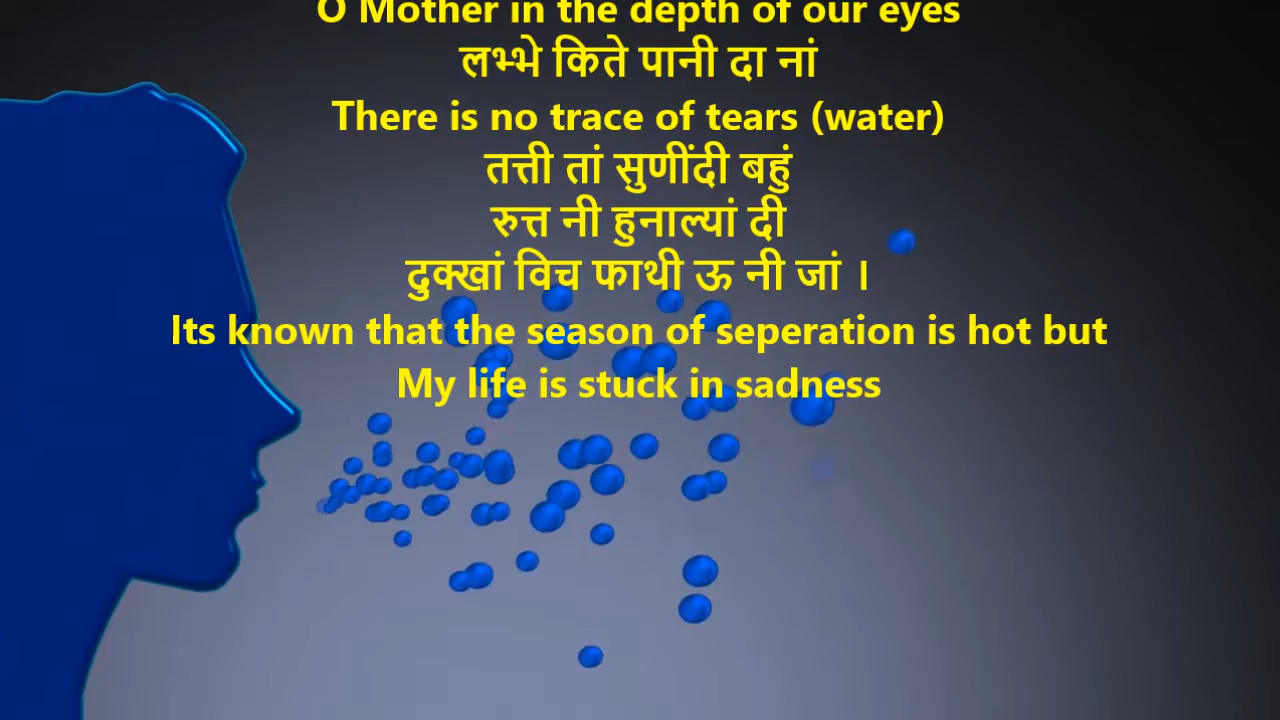 O Mother in the depth of our eyes
लभ्भे किते पानी दा नां
There is no trace of tears (water)
तत्ती तां सुणींदी बहुं
रुत्त नी हुनाल्यां दी
दुक्खां विच फाथी ऊ नी जां ।
Its known that the season of seperation is hot but
My life is stuck in sadness